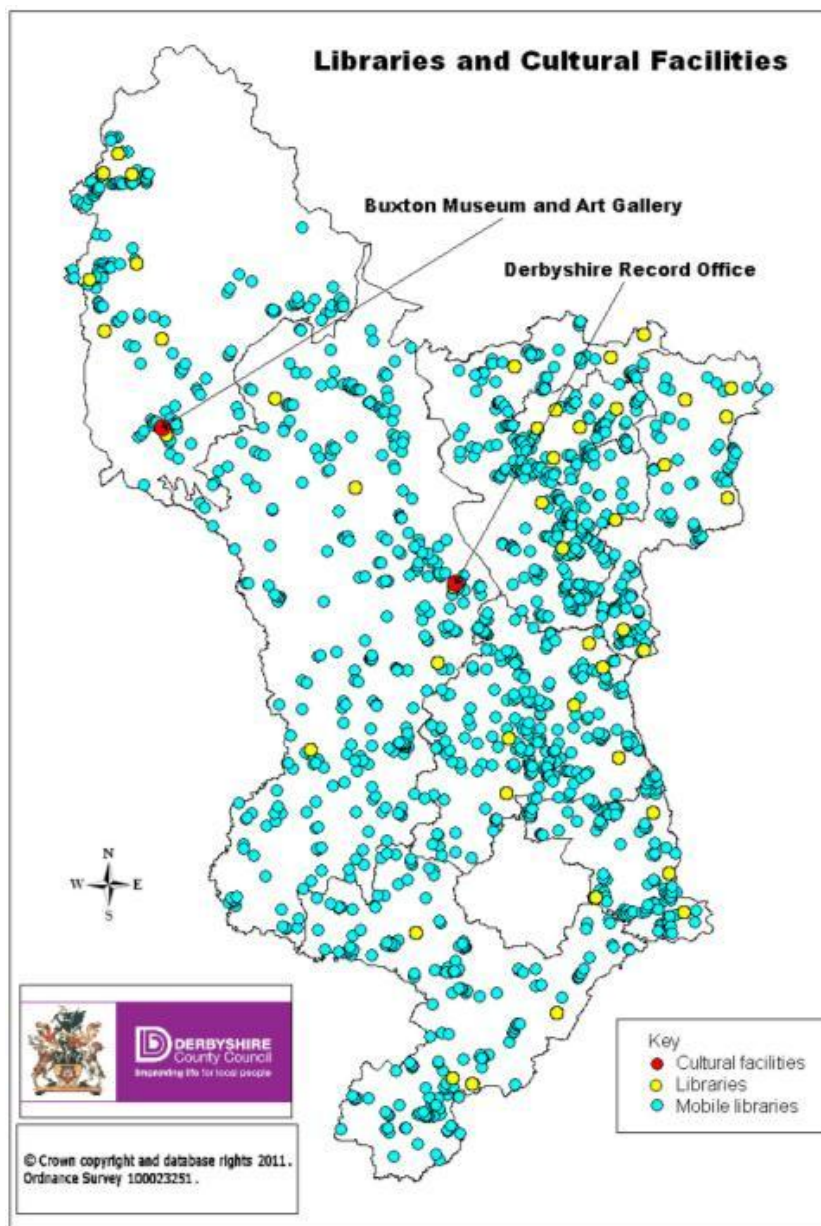 Libraries and Cultural Facilities
Buxton Museum and Art Gallery
Derbyshire Record Office
N
W E
S
DERBYSHIRE
County Council
Improving life for local people
Key
Cultural facilities
Libraries
Mobile libraries
© Crown copyright and database rights 2011.
Ordnance Survey 100023251.